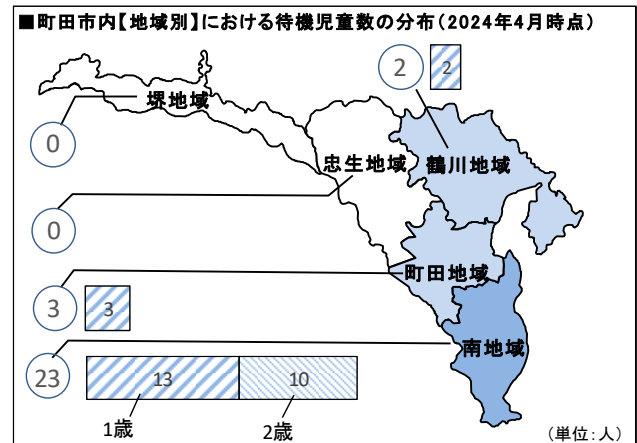 ■町田市内【地域別】における待機児童数の分布(2024年4月時点)
2 2
堺地域
0
忠生地域 鶴川地域
0
町田地域
3 3
南地域
23 13 10
1歳 2歳
(単位:人)